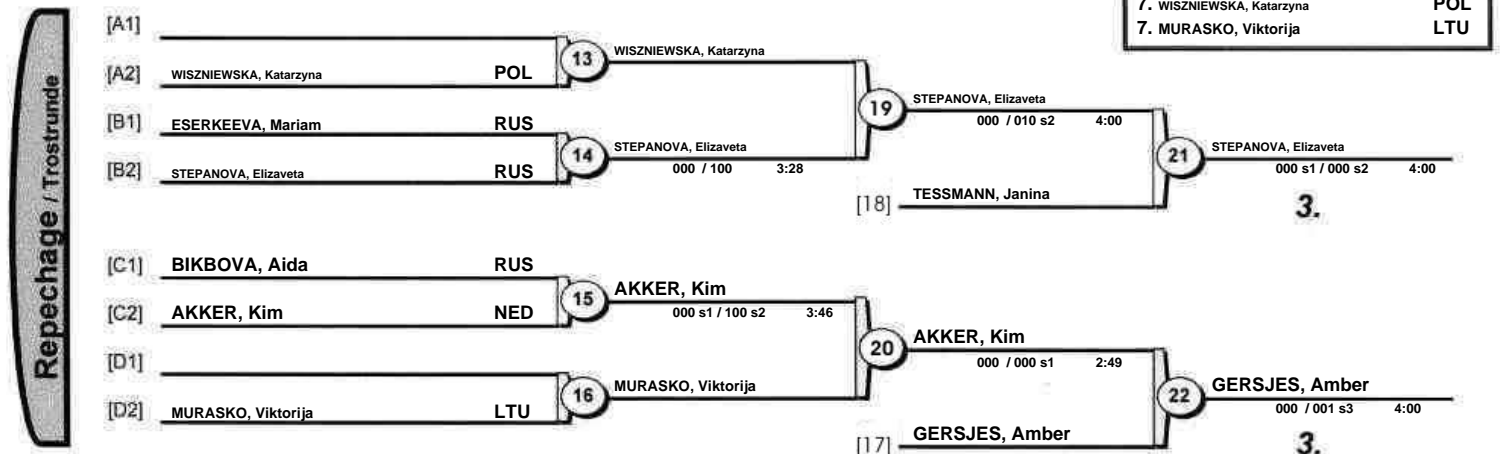 7. WISZNIEWSKA, Katarzyna POL
7. MURASKO, Viktorija LTU
Repechage / Trostrunde
[A1]
[A2] WISZNIEWSKA, Katarzyna POL
13 WISZNIEWSKA, Katarzyna
[B1] ESERKEEVA, Mariam RUS
[B2] STEPANOVA, Elizaveta RUS
14 STEPANOVA, Elizaveta
000 / 100 3:28
19 STEPANOVA, Elizaveta
000 / 010 s2 4:00
[18] TESSMANN, Janina
21 STEPANOVA, Elizaveta
000 s1 / 000 s2 4:00
3.
[C1] BIKBOVA, Aida RUS
[C2] AKKER, Kim NED
15 AKKER, Kim
000 s1 / 100 s2 3:46
[D1]
[D2] MURASKO, Viktorija LTU
16 MURASKO, Viktorija
20 AKKER, Kim
000 / 000 s1 2:49
[17] GERSJES, Amber
22 GERSJES, Amber
000 / 001 s3 4:00
3.